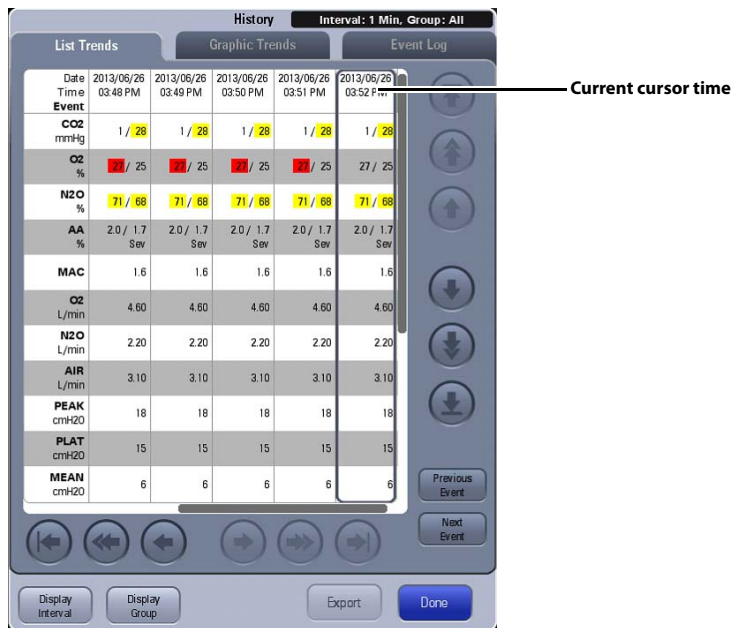 History Interval: 1 Min, Group: All
List Trends Graphic Trends Event Log
Date 2013/06/26 2013/06/26 2013/06/26 2013/06/26 2013/06/26
Time 03:48 PM 03:49 PM 03:50 PM 03:51 PM 03:52 PM
Current cursor time
Event
CO2 1 / 28 1 / 28 1 / 28 1 / 28 1 / 28
mmHg
O2 27 / 25 27 / 25 27 / 25 27 / 25 27 / 25
%
N2O 71 / 68 71 / 68 71 / 68 71 / 68 71 / 68
%
AA 2.0 / 1.7 2.0 / 1.7 2.0 / 1.7 2.0 / 1.7 2.0 / 1.7
% Sev Sev Sev Sev Sev
MAC 1.6 1.6 1.6 1.6 1.6
O2 4.60 4.60 4.60 4.60 4.60
L/min
N2O 2.20 2.20 2.20 2.20 2.20
L/min
AIR 3.10 3.10 3.10 3.10 3.10
L/min
PEAK 18 18 18 18 18
cmH2O
PLAT 15 15 15 15 15
cmH2O
MEAN 6 6 6 6 6
cmH2O
Previous
Event
Next
Event
Display
Interval
Display
Group
Export
Done